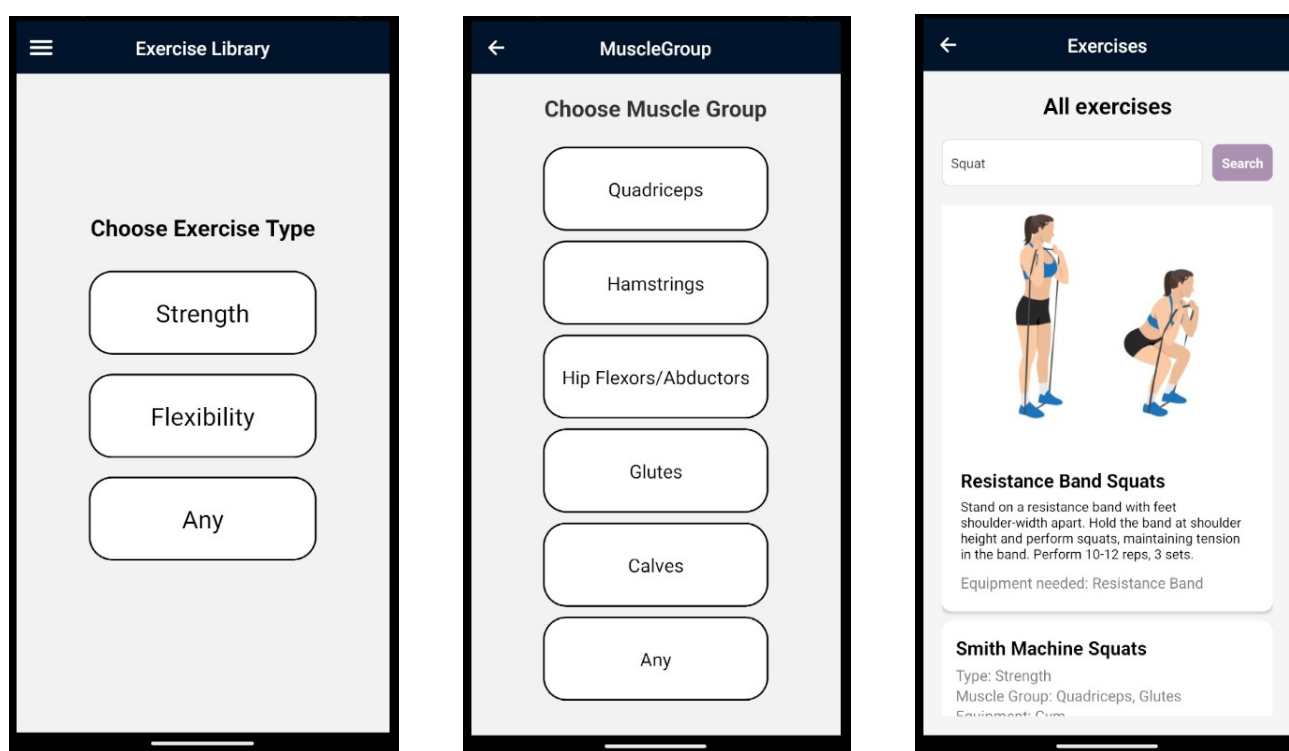 Exercise Library
Choose Exercise Type
Strength
Flexibility
Any
MuscleGroup
Choose Muscle Group
Quadriceps
Hamstrings
Hip Flexors/Abductors
Glutes
Calves
Any
Exercises
All exercises
Squat
Search
Resistance Band Squats
Stand on a resistance band with feet
shoulder-width apart. Hold the band at shoulder
height and perform squats, maintaining tension
in the band. Perform 10-12 reps, 3 sets.
Equipment needed: Resistance Band
Smith Machine Squats
Type: Strength
Muscle Group: Quadriceps, Glutes
Equipment: Gym